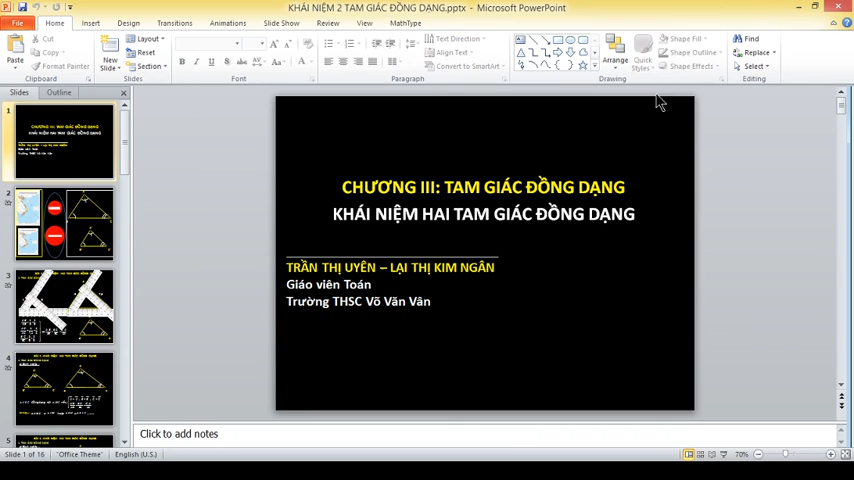 KHÁI NIỆM 2 TAM GIÁC ĐỒNG DẠNG.pptx - Microsoft PowerPoint
File Home Insert Design Transitions Animations Slide Show Review View MathType
Paste
Cut
Copy
Format Painter
Clipboard
New Slide
Layout
Reset
Section
Slides
Font
Paragraph
Text Direction
Align Text
Convert to SmartArt
Arrange
Quick Styles
Shape Fill
Shape Outline
Shape Effects
Drawing
Find
Replace
Select
Editing
Slides Outline
1
2
3
4
5
CHƯƠNG III: TAM GIÁC ĐỒNG DẠNG
KHÁI NIỆM HAI TAM GIÁC ĐỒNG DẠNG
TRẦN THỊ UYÊN – LẠI THỊ KIM NGÂN
Giáo viên Toán
Trường THSC Võ Văn Vân
Click to add notes
Slide 1 of 16 "Office Theme" English (U.S.) 70%